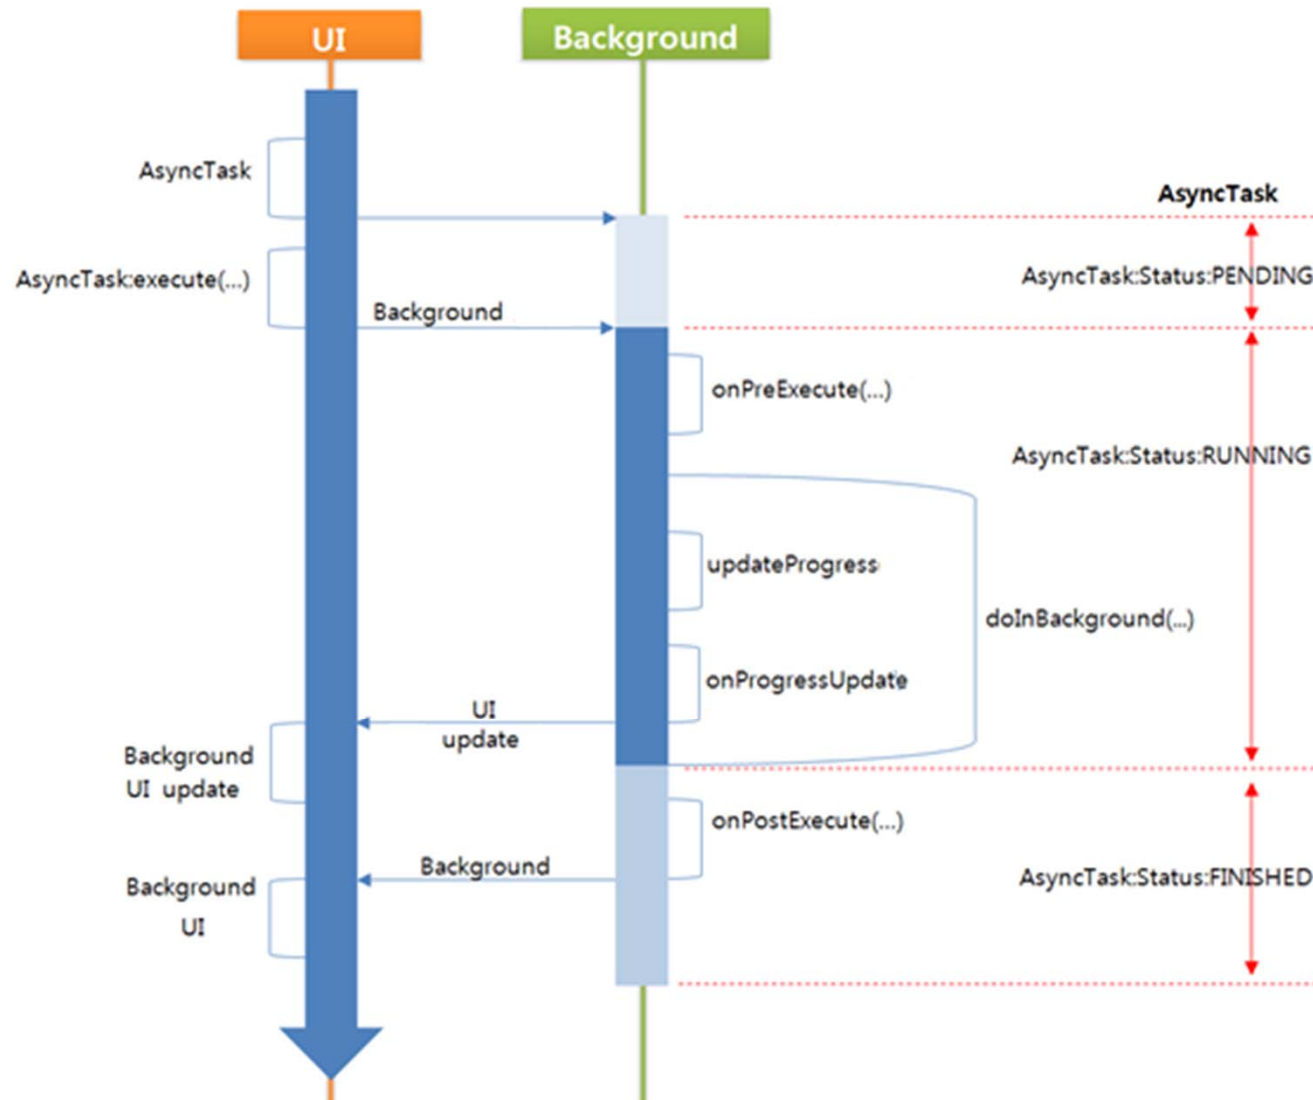 UI
Background
AsyncTask
AsyncTask
AsyncTask:execute(...)
AsyncTask:Status:PENDING
Background
onPreExecute(...)
AsyncTask:Status:RUNNING
updateProgress
doInBackground(...)
onProgressUpdate
UI
update
Background
UI update
onPostExecute(...)
Background
AsyncTask:Status:FINISHED
Background
UI